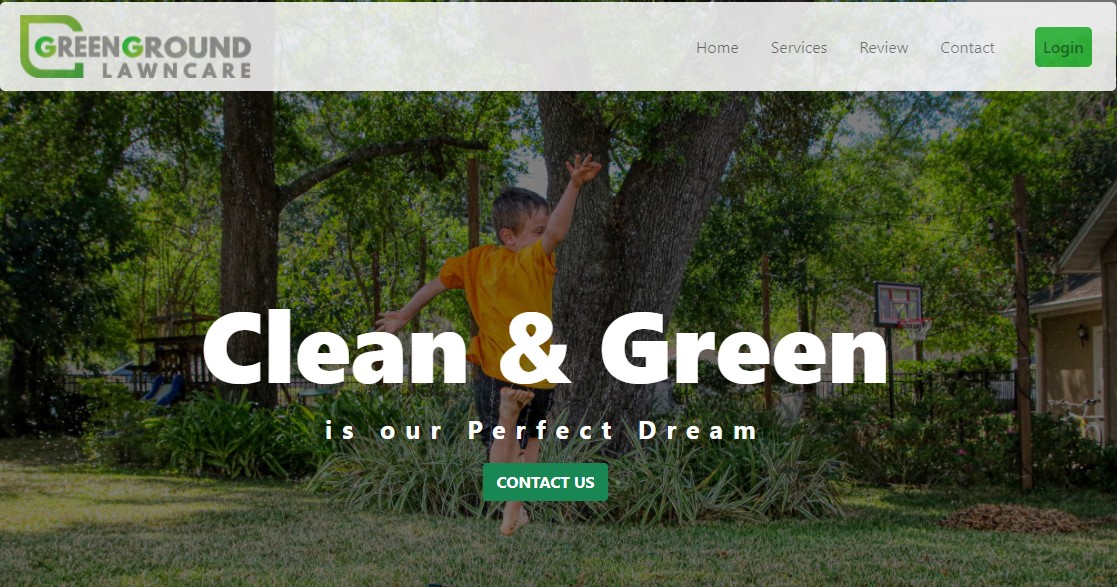 GREENGROUND
LAWNCARE
Home
Services
Review
Contact
Login
Clean & Green
is our Perfect Dream
CONTACT US